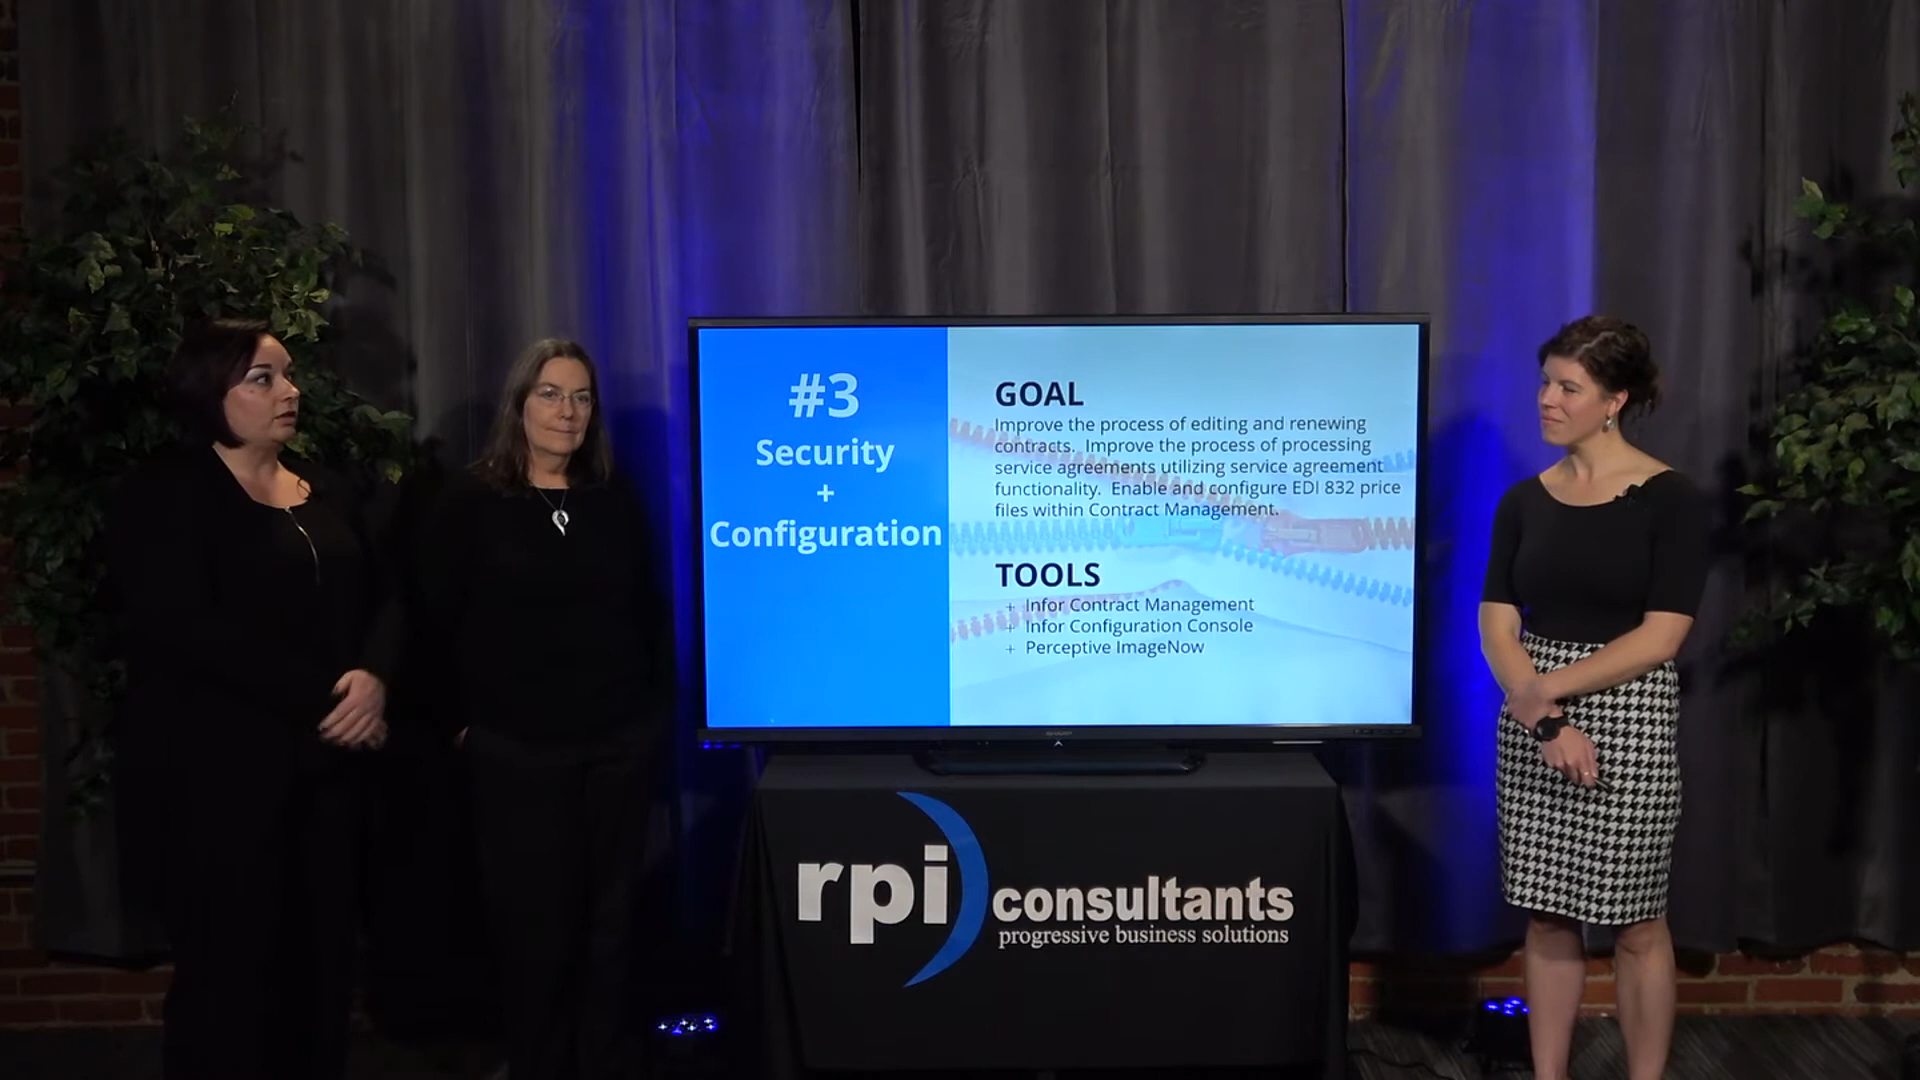 #3
Security
+
Configuration
GOAL
Improve the process of editing and renewing
contracts. Improve the process of processing
service agreements utilizing service agreement
functionality. Enable and configure EDI 832 price
files within Contract Management.
TOOLS
+ Infor Contract Management
+ Infor Configuration Console
+ Perceptive ImageNow
SHARP
rpi consultants
progressive business solutions